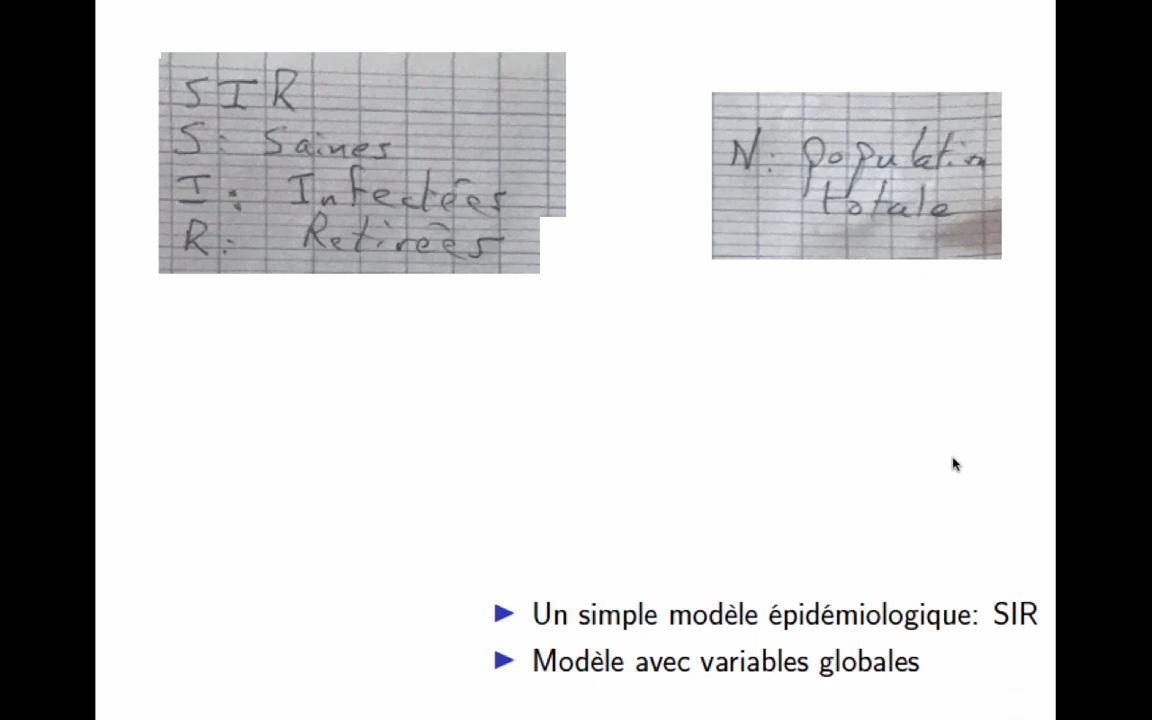 SIR
S: Saines
I: Infectées
R: Retirées
N: population
totale
▶ Un simple modèle épidémiologique: SIR
▶ Modèle avec variables globales